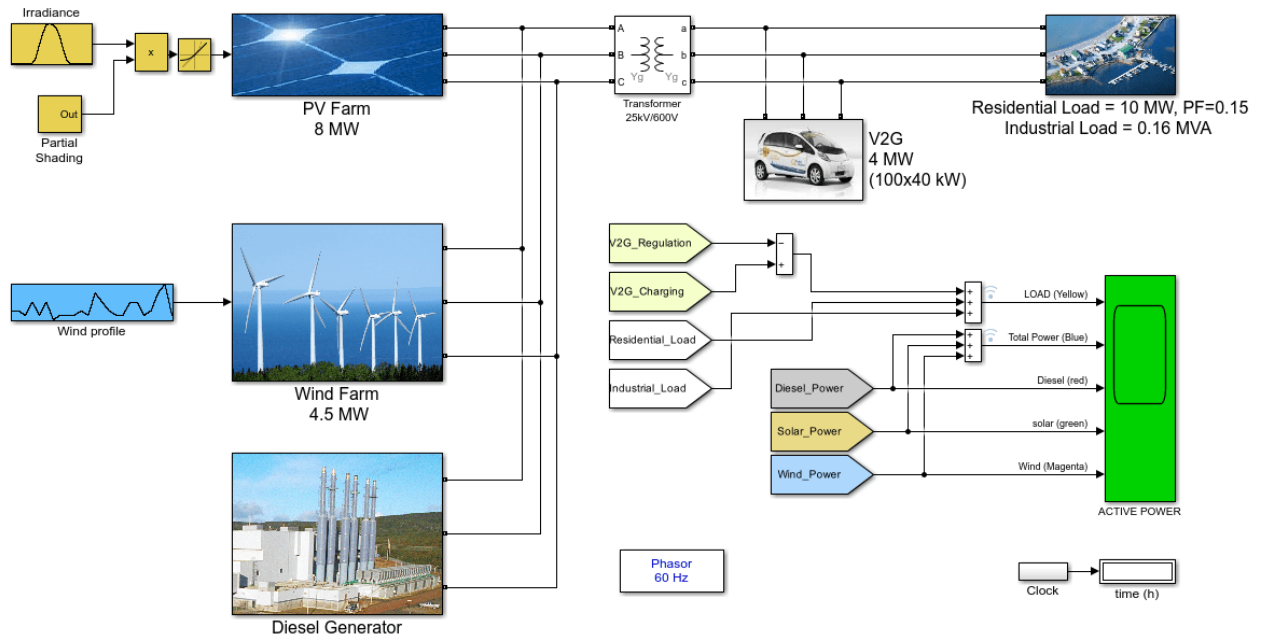 Irradiance
x
Out
Partial
Shading
PV Farm
8 MW
A
B
C
a
b
c
Yg Yg
Transformer
25kV/600V
Residential Load = 10 MW, PF=0.15
Industrial Load = 0.16 MVA
V2G
4 MW
(100x40 kW)
Wind profile
Wind Farm
4.5 MW
Diesel Generator
V2G_Regulation
V2G_Charging
Residential_Load
Industrial_Load
−
+
+
+
+
+
+
+
Diesel_Power
Solar_Power
Wind_Power
LOAD (Yellow)
Total Power (Blue)
Diesel (red)
solar (green)
Wind (Magenta)
ACTIVE POWER
Phasor
60 Hz
Clock
time (h)